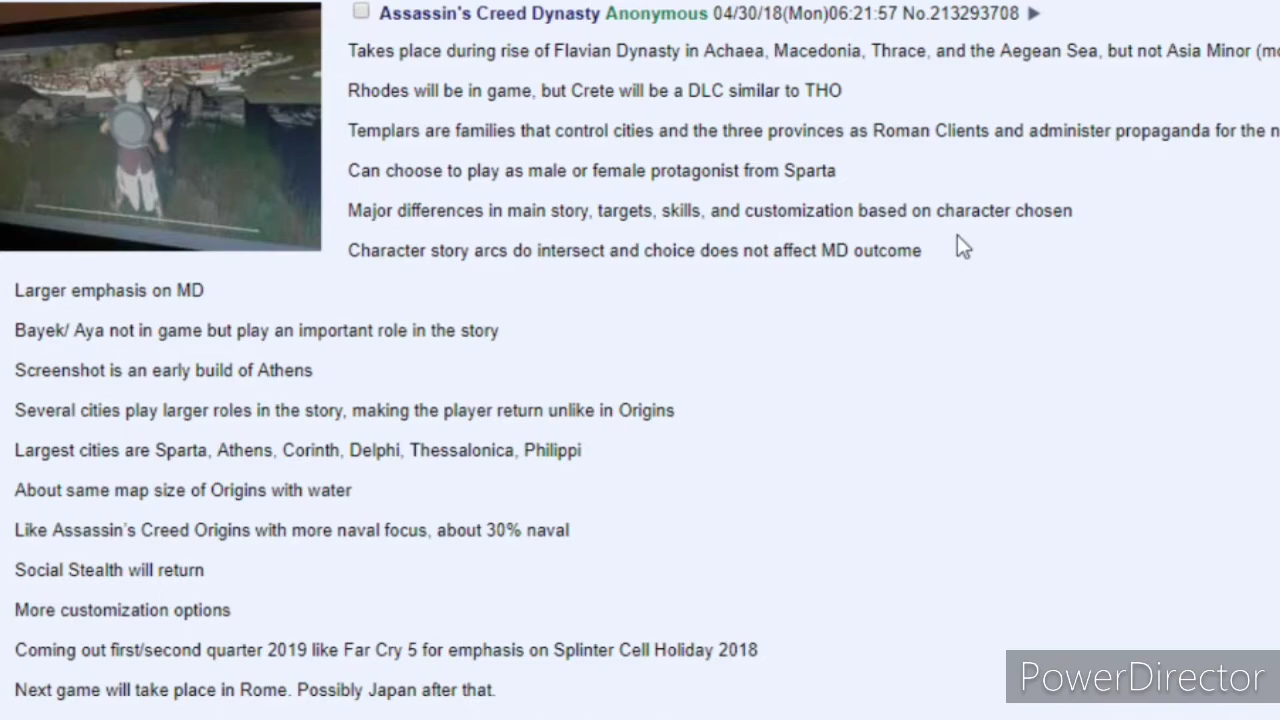 Assassin's Creed Dynasty Anonymous 04/30/18(Mon)06:21:57 No.213293708 ▶
Takes place during rise of Flavian Dynasty in Achaea, Macedonia, Thrace, and the Aegean Sea, but not Asia Minor
Rhodes will be in game, but Crete will be a DLC similar to THO
Templars are families that control cities and the three provinces as Roman Clients and administer propaganda for the
Can choose to play as male or female protagonist from Sparta
Major differences in main story, targets, skills, and customization based on character chosen
Character story arcs do intersect and choice does not affect MD outcome
Larger emphasis on MD
Bayek/ Aya not in game but play an important role in the story
Screenshot is an early build of Athens
Several cities play larger roles in the story, making the player return unlike in Origins
Largest cities are Sparta, Athens, Corinth, Delphi, Thessalonica, Philippi
About same map size of Origins with water
Like Assassin's Creed Origins with more naval focus, about 30% naval
Social Stealth will return
More customization options
Coming out first/second quarter 2019 like Far Cry 5 for emphasis on Splinter Cell Holiday 2018
Next game will take place in Rome. Possibly Japan after that.
PowerDirector